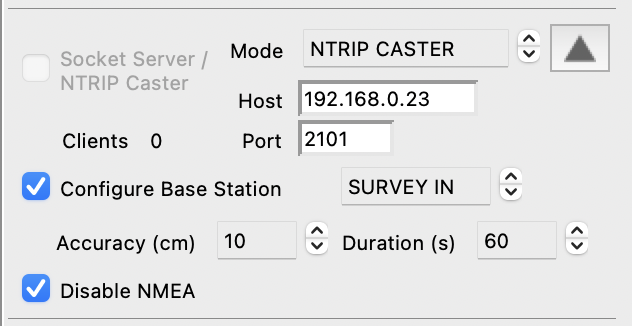 Socket Server /
NTRIP Caster
Mode NTRIP CASTER
Host 192.168.0.23
Clients 0 Port 2101
Configure Base Station SURVEY IN
Accuracy (cm) 10 Duration (s) 60
Disable NMEA